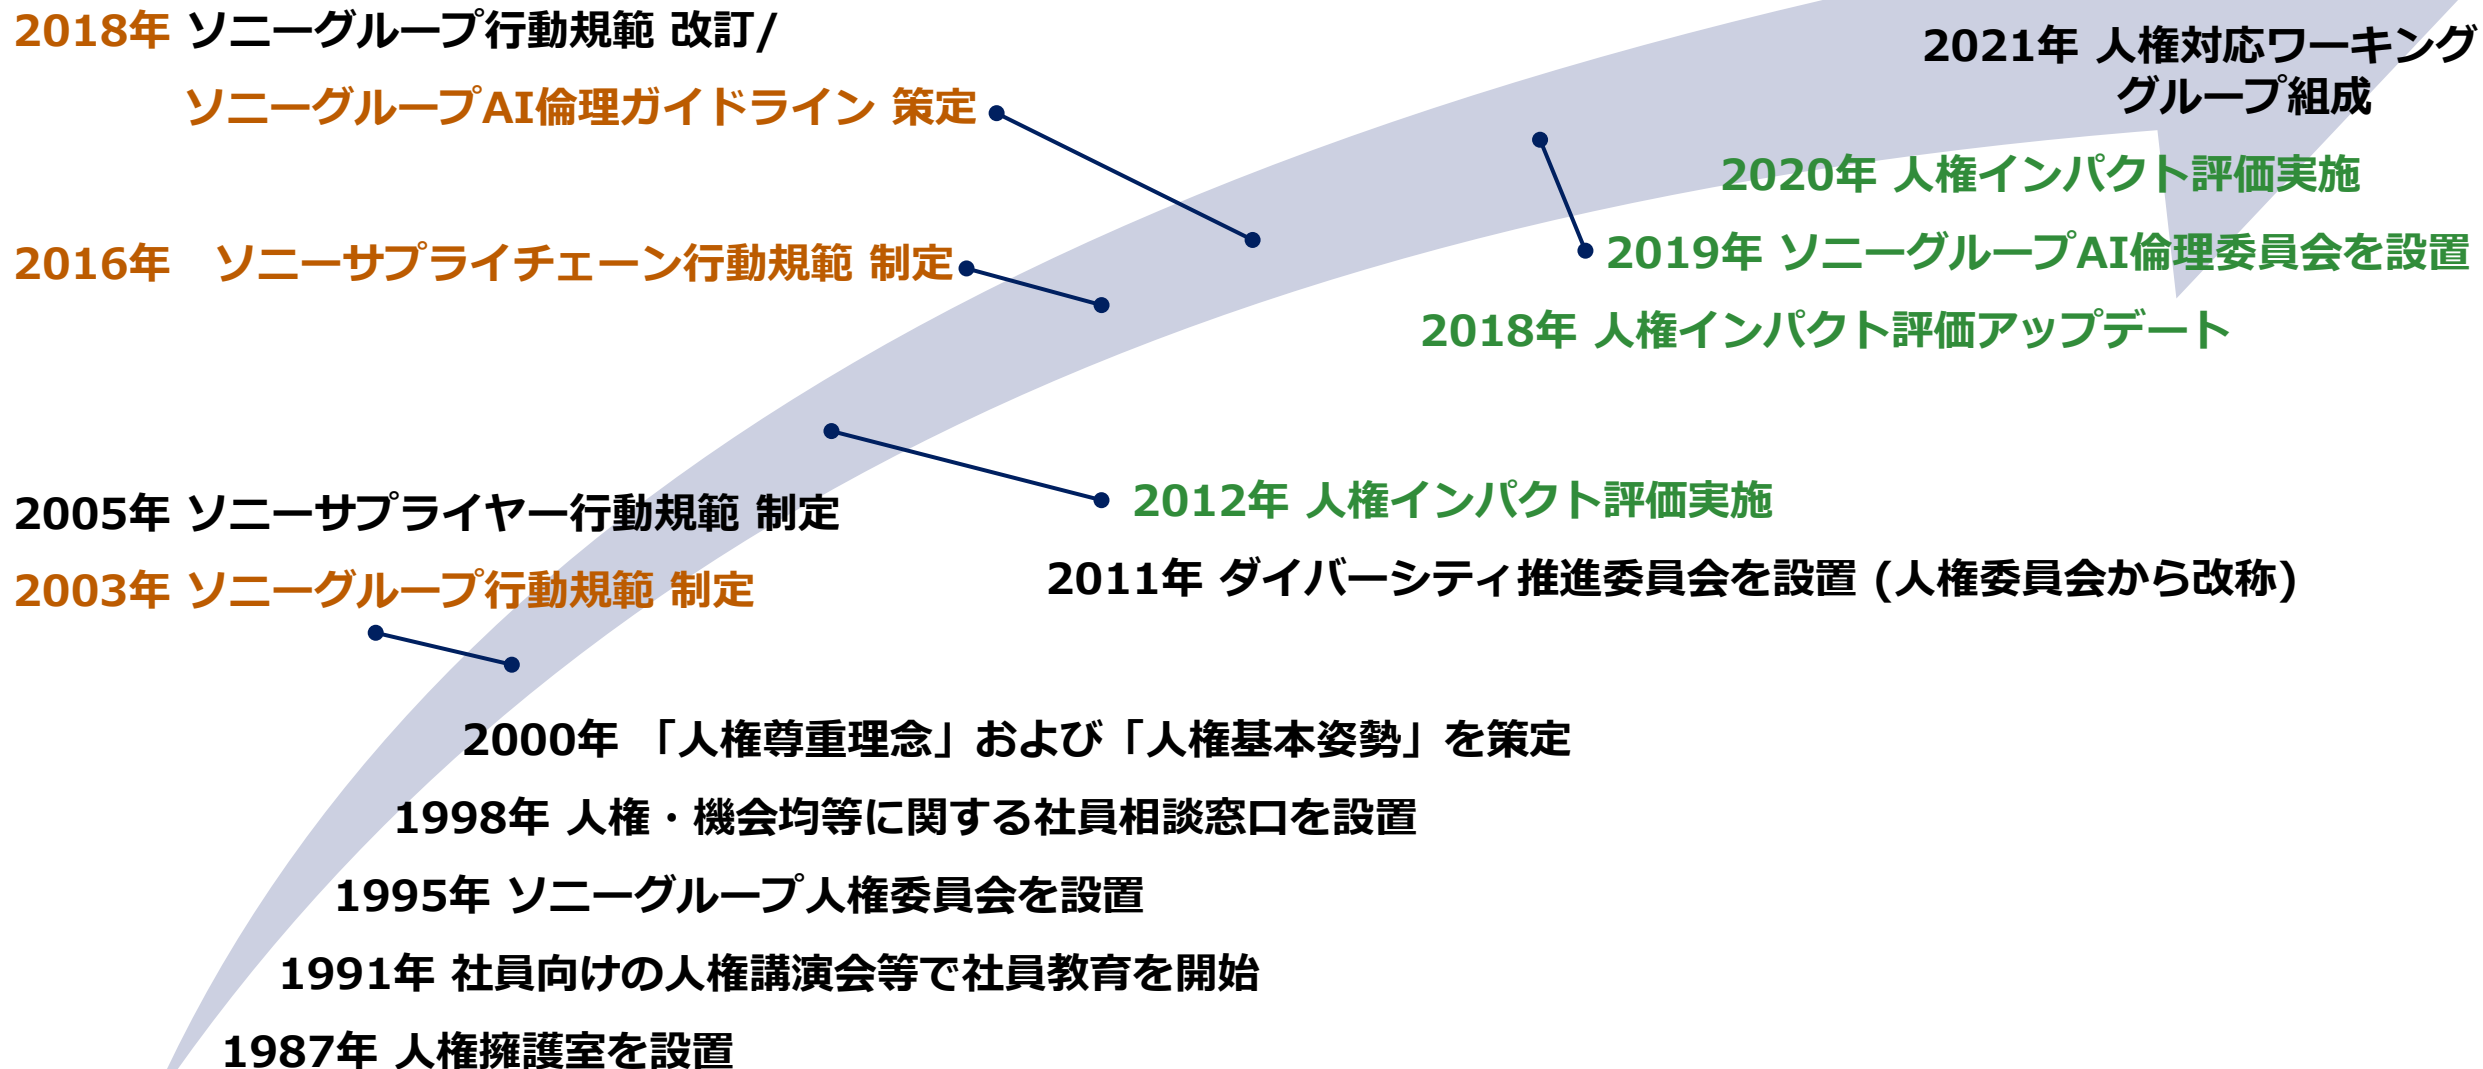 2018年 ソニーグループ行動規範 改訂/
ソニーグループAI倫理ガイドライン 策定
2016年　ソニーサプライチェーン行動規範 制定
2005年 ソニーサプライヤー行動規範 制定
2003年 ソニーグループ行動規範 制定
2021年 人権対応ワーキング
グループ組成
2020年 人権インパクト評価実施
2019年 ソニーグループAI倫理委員会を設置
2018年 人権インパクト評価アップデート
2012年 人権インパクト評価実施
2011年 ダイバーシティ推進委員会を設置 (人権委員会から改称)
2000年 「人権尊重理念」および「人権基本姿勢」を策定
1998年 人権・機会均等に関する社員相談窓口を設置
1995年 ソニーグループ人権委員会を設置
1991年 社員向けの人権講演会等で社員教育を開始
1987年 人権擁護室を設置